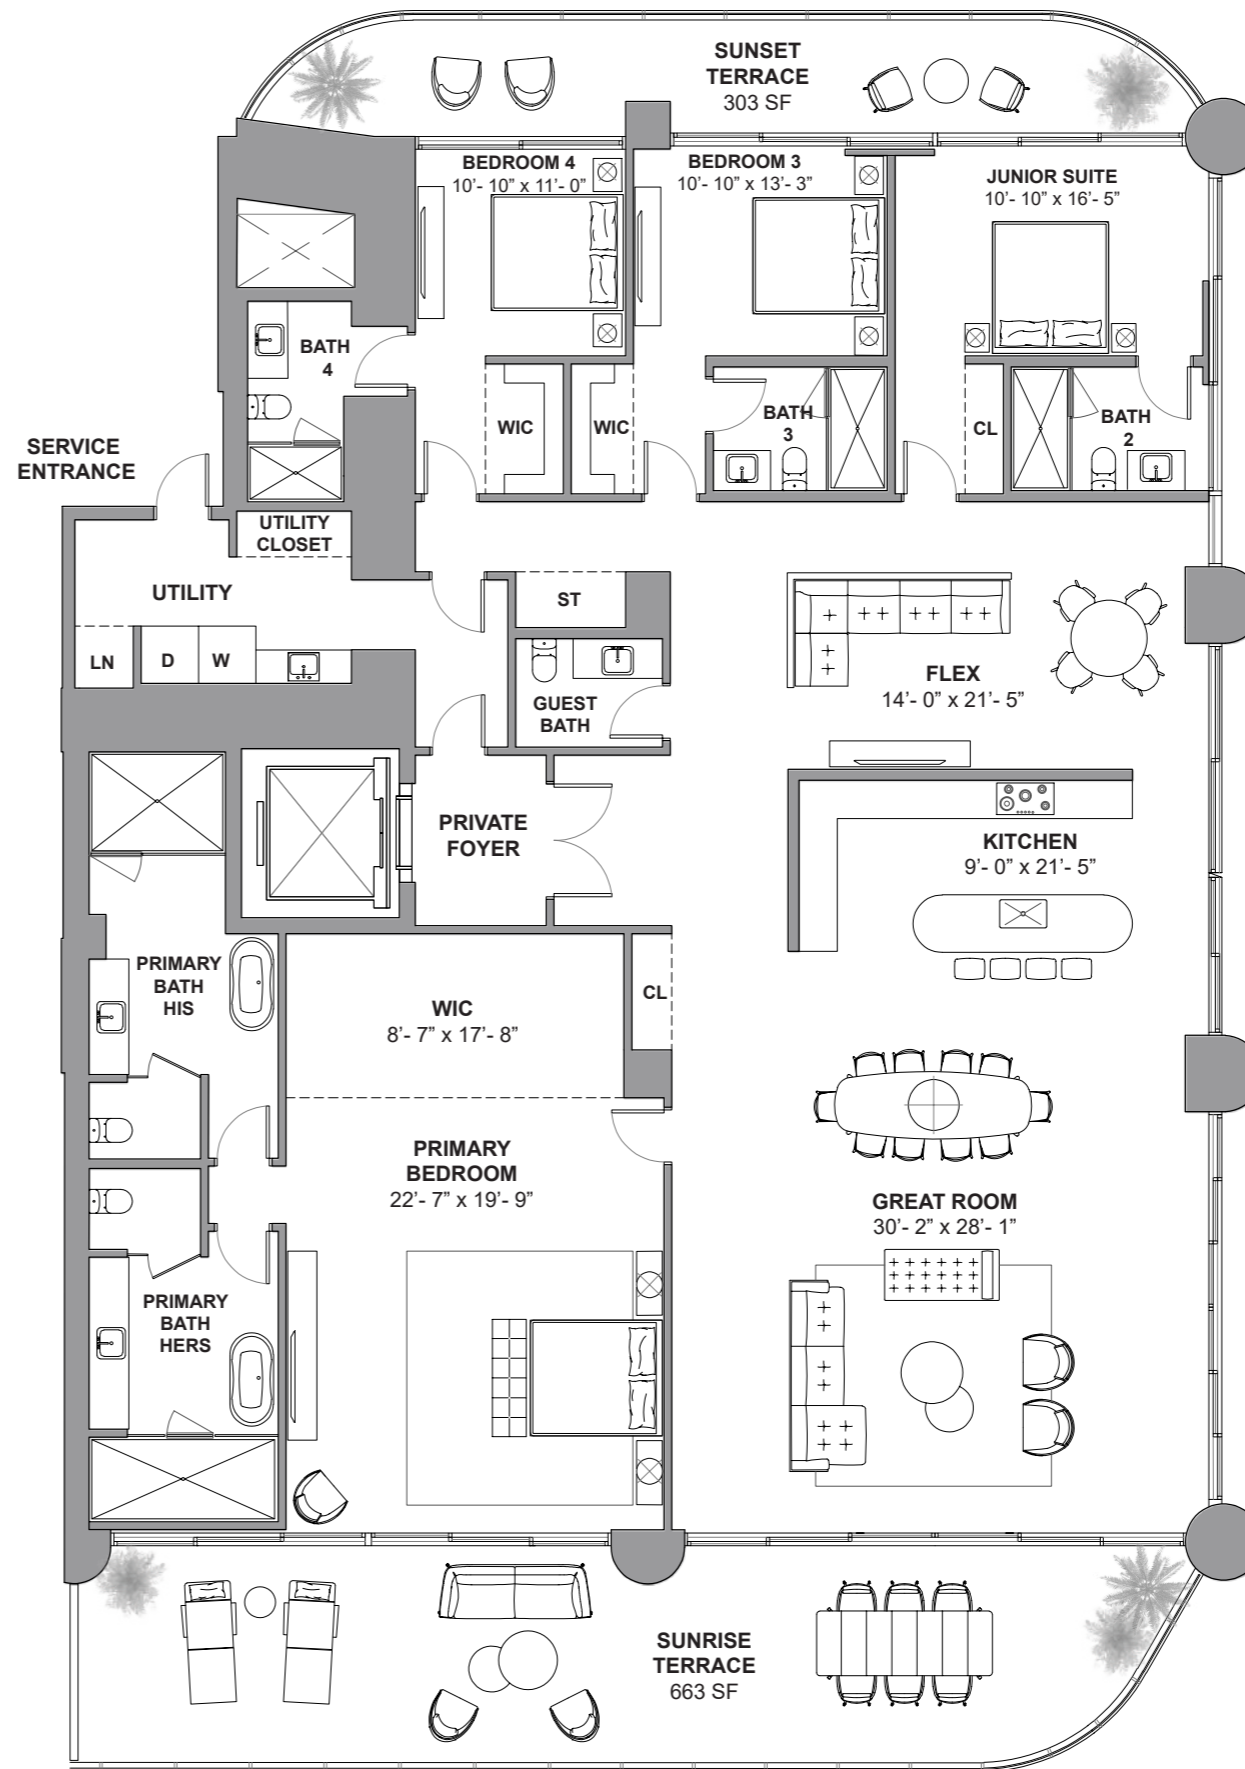 SUNSET
TERRACE
303 SF
BEDROOM 4
10'- 10" x 11'- 0"
BEDROOM 3
10'- 10" x 13'- 3"
JUNIOR SUITE
10'- 10" x 16'- 5"
BATH
4
WIC
WIC
BATH
3
CL
BATH
2
SERVICE
ENTRANCE
UTILITY
CLOSET
UTILITY
ST
LN
D
W
GUEST
BATH
FLEX
14'- 0" x 21'- 5"
PRIVATE
FOYER
KITCHEN
9'- 0" x 21'- 5"
PRIMARY
BATH
HIS
WIC
8'- 7" x 17'- 8"
CL
PRIMARY
BEDROOM
22'- 7" x 19'- 9"
GREAT ROOM
30'- 2" x 28'- 1"
PRIMARY
BATH
HERS
SUNRISE
TERRACE
663 SF